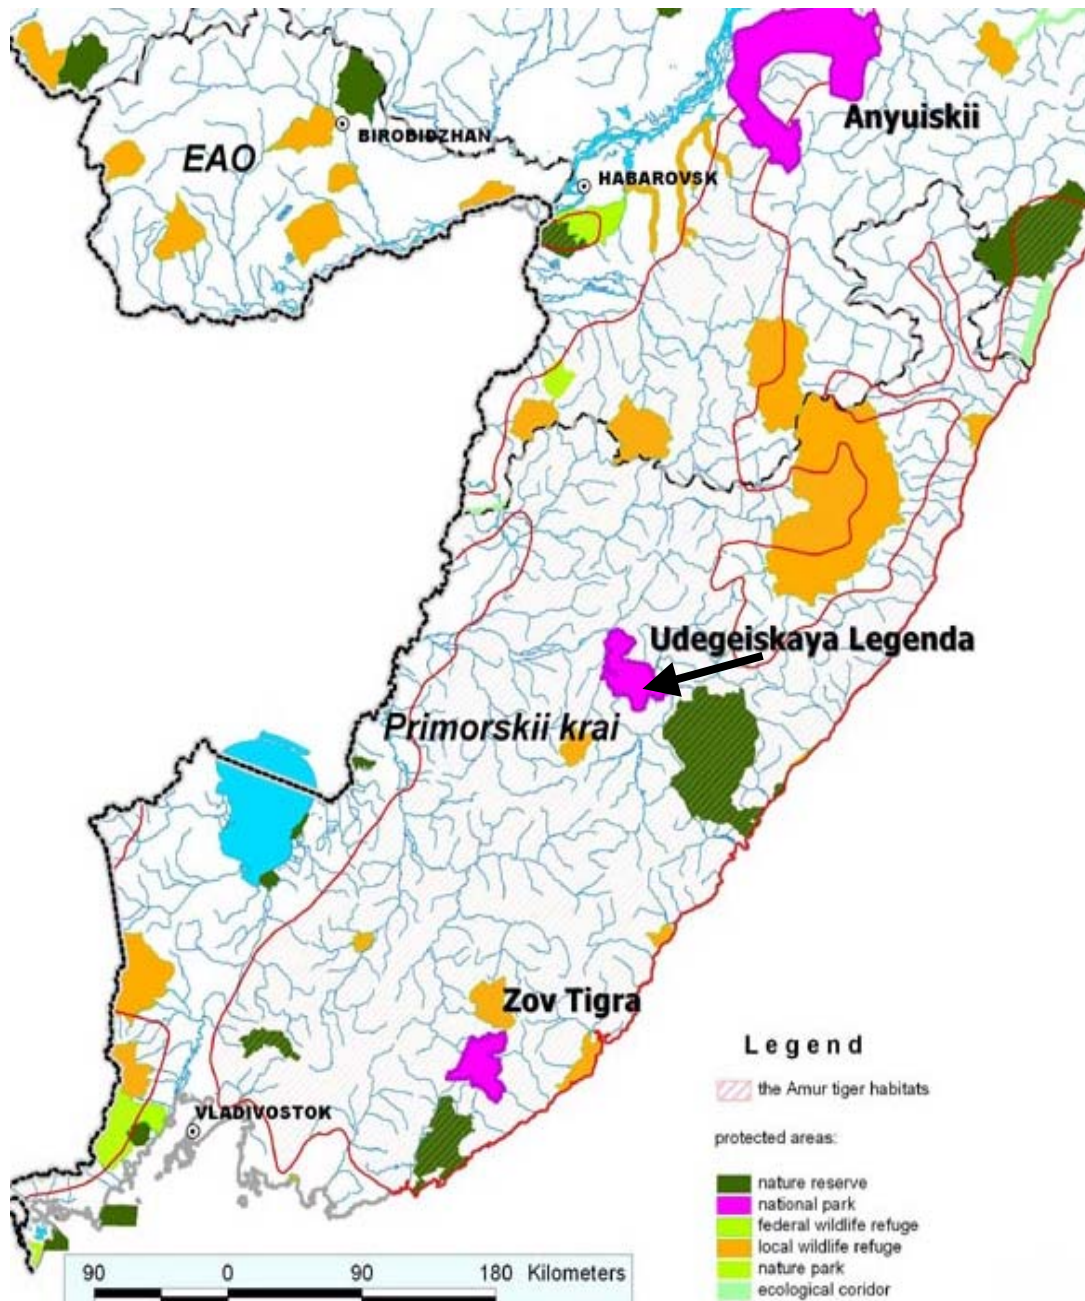 Anyuiskii
BIROBIDZHAN
EAO
HABAROVSK
Udegeiskaya Legenda
Primorskii krai
Zov Tigra
VLADIVOSTOK
Legend
the Amur tiger habitats
protected areas:
nature reserve
national park
federal wildlife refuge
local wildlife refuge
nature park
ecological coridor
90 0 90 180 Kilometers